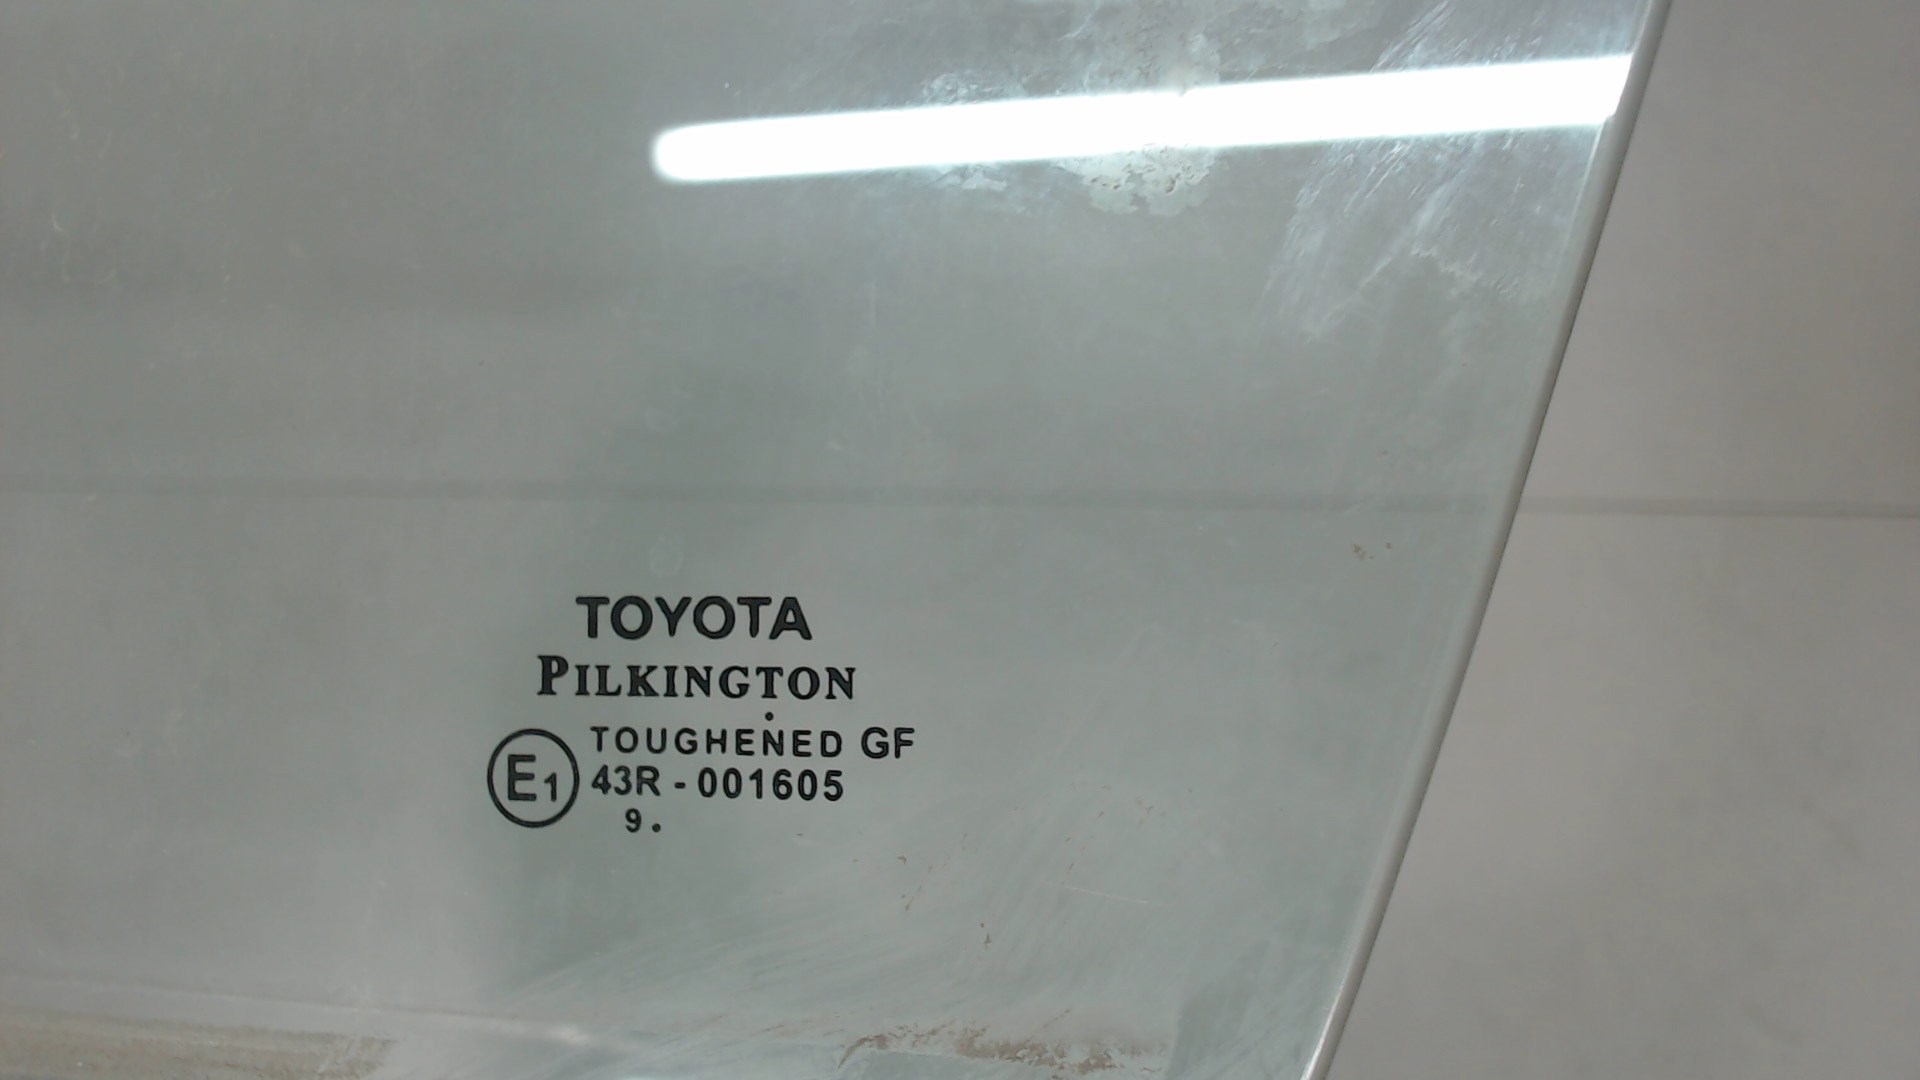 TOYOTA
PILKINGTON
.
TOUGHENED GF
E1 43R - 001605
9 .